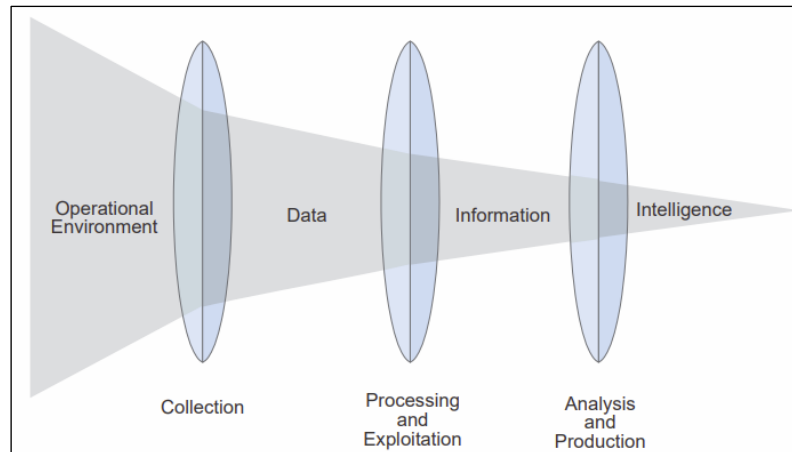 Operational
Environment
Data
Information
Intelligence
Collection
Processing
and
Exploitation
Analysis
and
Production